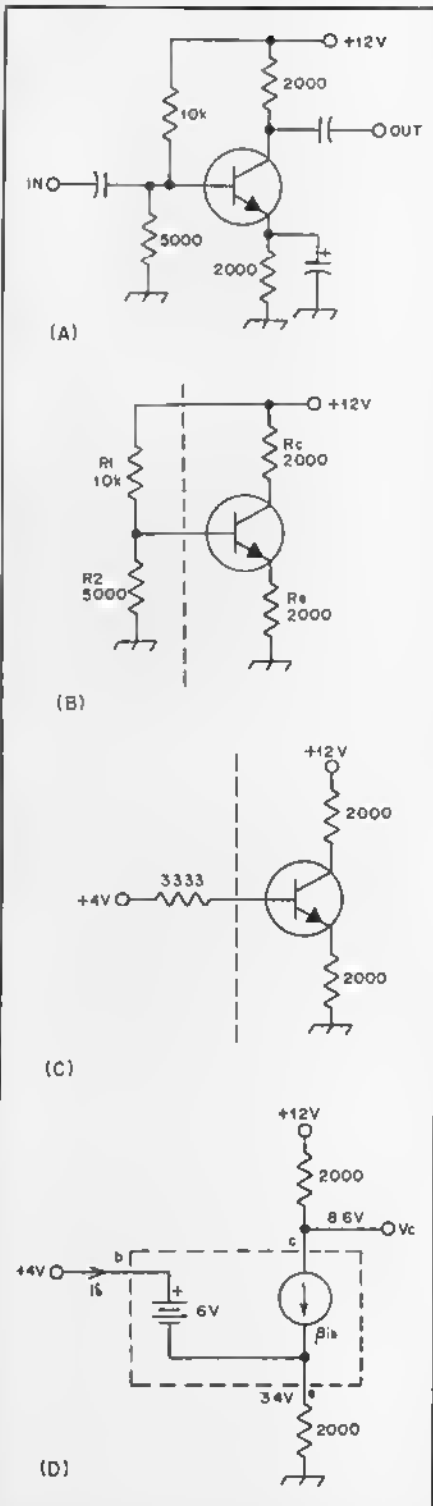 +12V
2000
10k
OUT
IN
5000
2000
(A)
+12V
R1
10k
Rc
2000
R2
5000
Re
2000
(B)
+12V
2000
3333
+4V
2000
(C)
+12V
2000
8.6V
Vc
c
b
+4V
ib
+
6V
βib
3.4V
e
2000
(D)